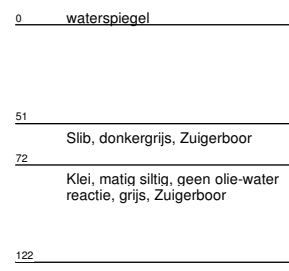 0 waterspiegel
51
Slib, donkergrijs, Zuigerboor
72
Klei, matig siltig, geen olie-water
reactie, grijs, Zuigerboor
122